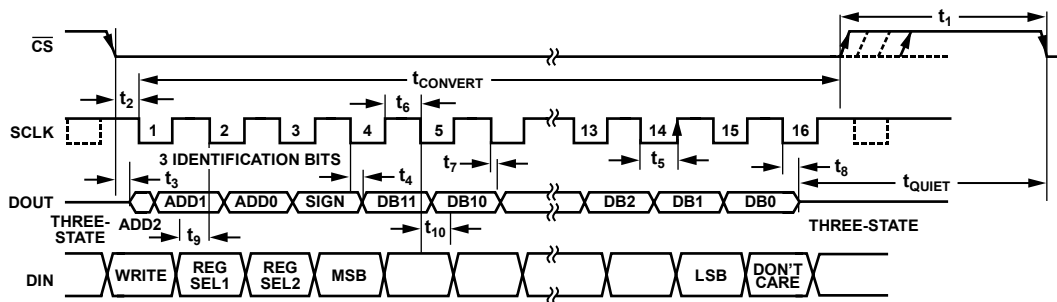 t1
CS
tCONVERT
t2
t6
SCLK
1 2 3 4 5 13 14 15 16
3 IDENTIFICATION BITS
t3 t4 t7 t5 t8
tQUIET
DOUT
ADD1 ADD0 SIGN DB11 DB10 DB2 DB1 DB0
THREE-
STATE
ADD2
THREE-STATE
t9
t10
DIN
WRITE
REG
SEL1
REG
SEL2
MSB
LSB
DON'T
CARE